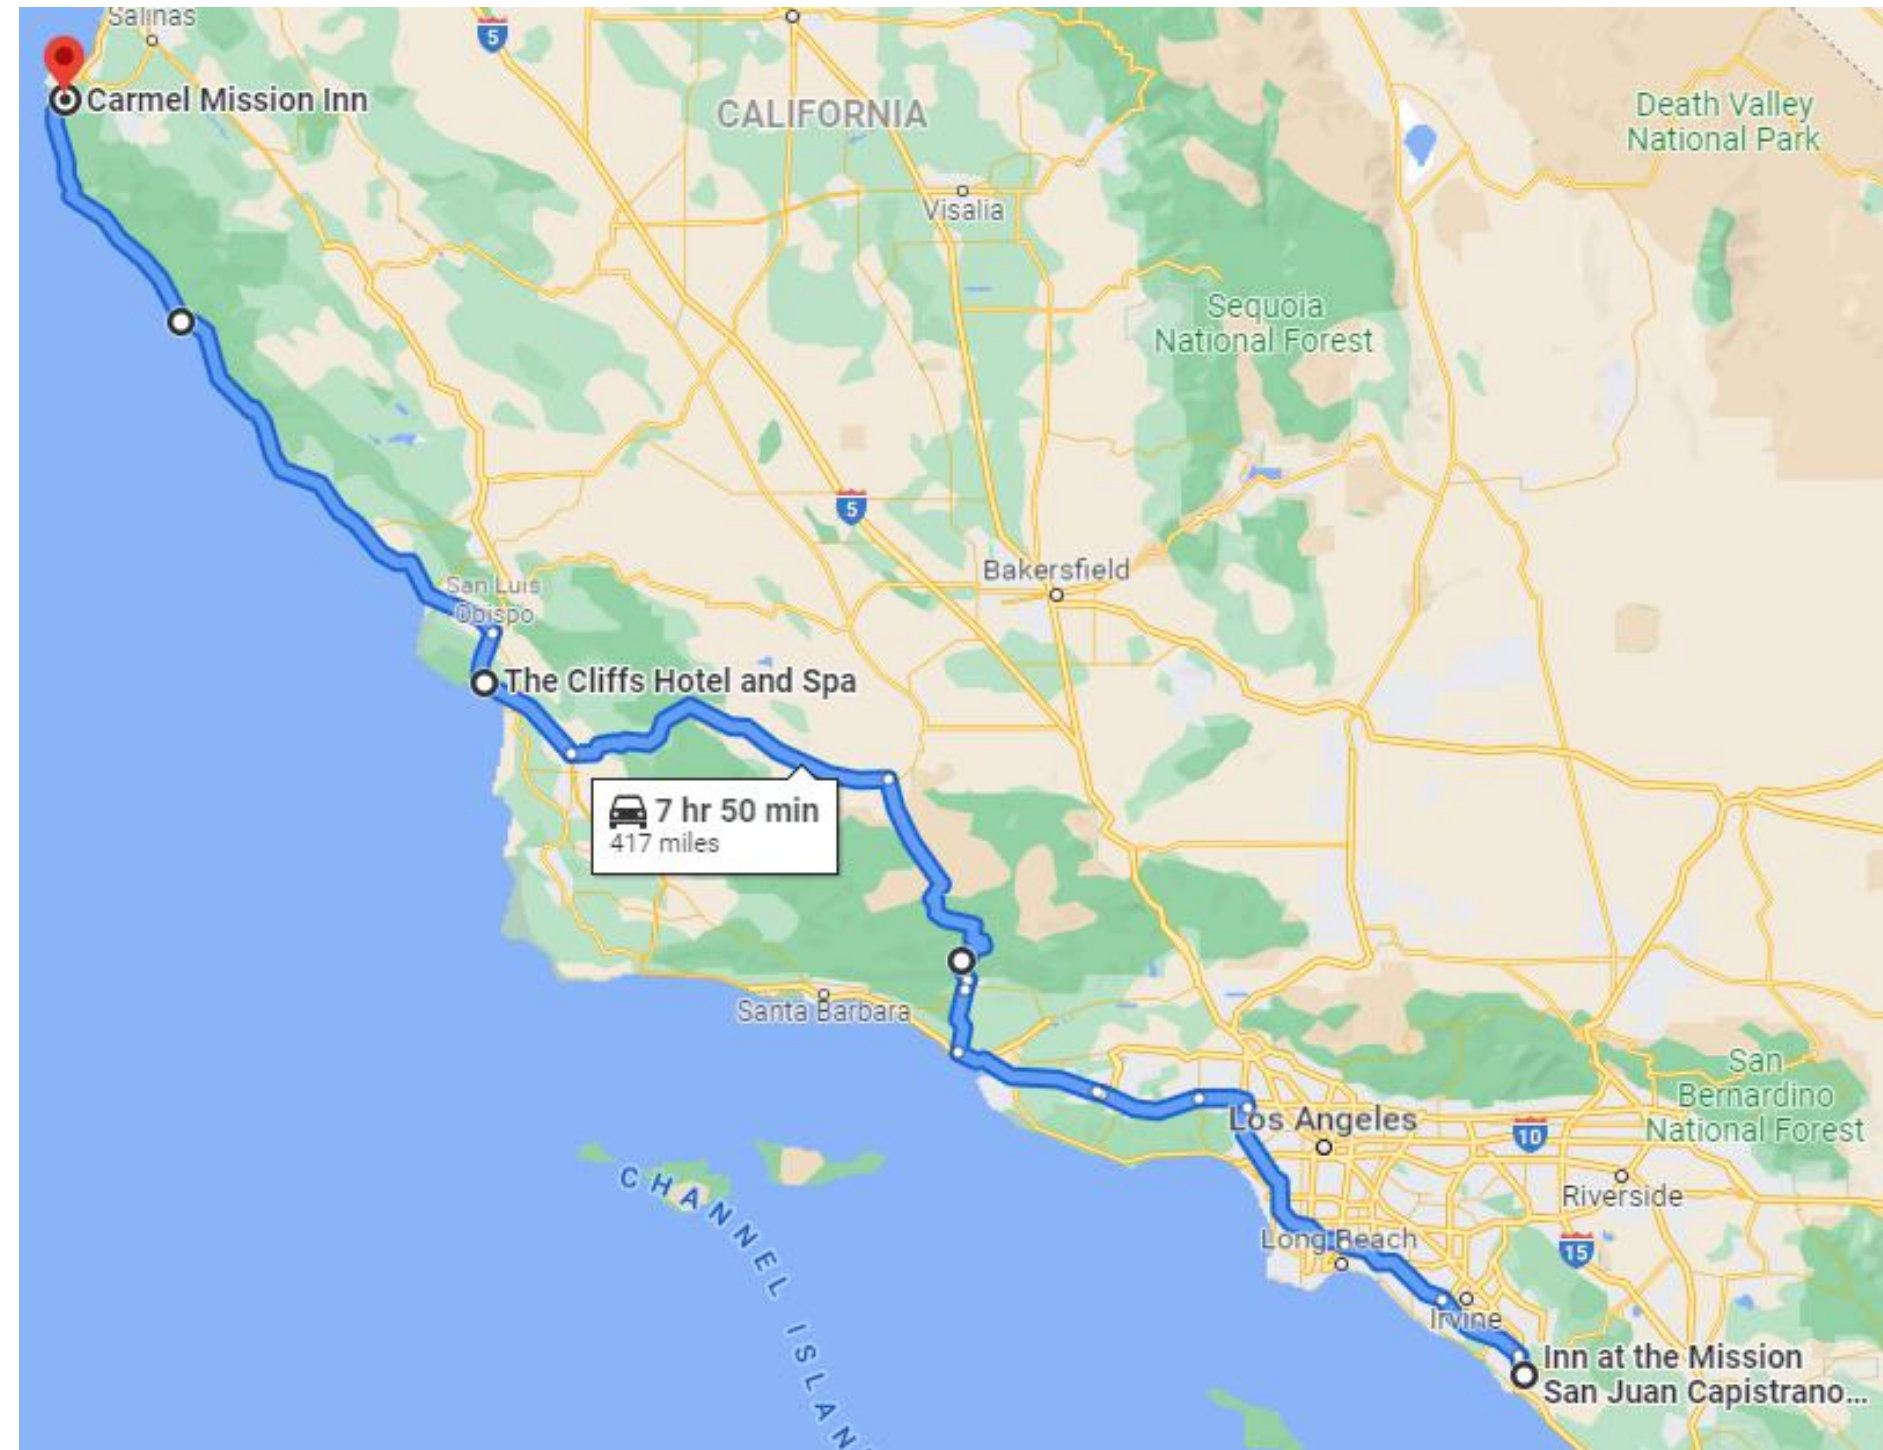 Salinas
5
Carmel Mission Inn
CALIFORNIA
Death Valley
National Park
Visalia
Sequoia
National Forest
5
Bakersfield
San Luis
Obispo
The Cliffs Hotel and Spa
7 hr 50 min
417 miles
Santa Barbara
San
Bernardino
National Forest
Los Angeles
10
CHANNEL ISLAN
Riverside
Long Beach
15
Irvine
Inn at the Mission
San Juan Capistrano...